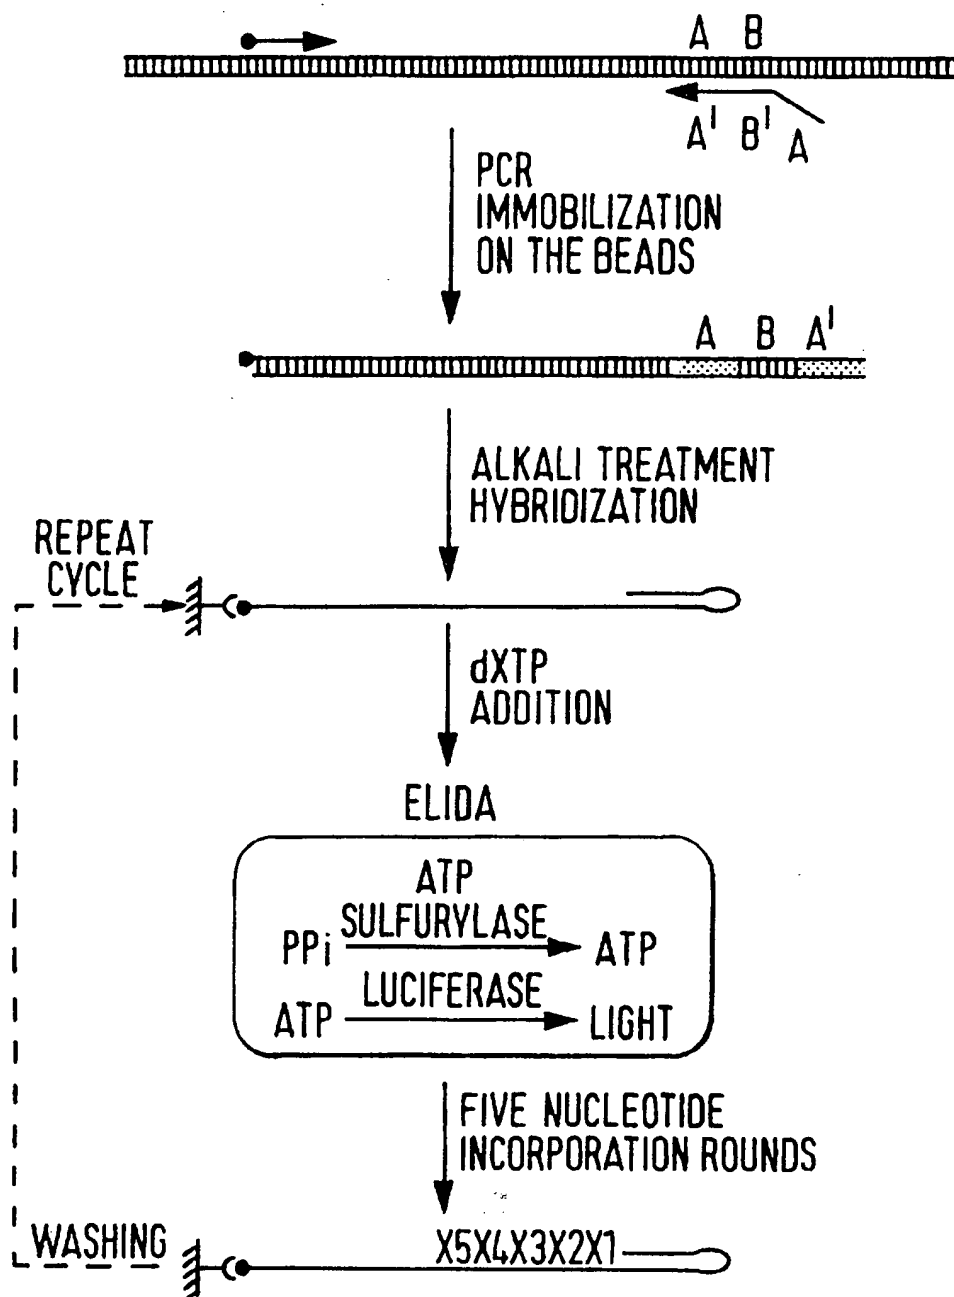 A B
A' B' A
PCR
IMMOBILIZATION
ON THE BEADS
A B A'
ALKALI TREATMENT
HYBRIDIZATION
REPEAT
CYCLE
dXTP
ADDITION
ELIDA
ATP
SULFURYLASE
PPi ATP
LUCIFERASE
ATP LIGHT
FIVE NUCLEOTIDE
INCORPORATION ROUNDS
WASHING
X5X4X3X2X1